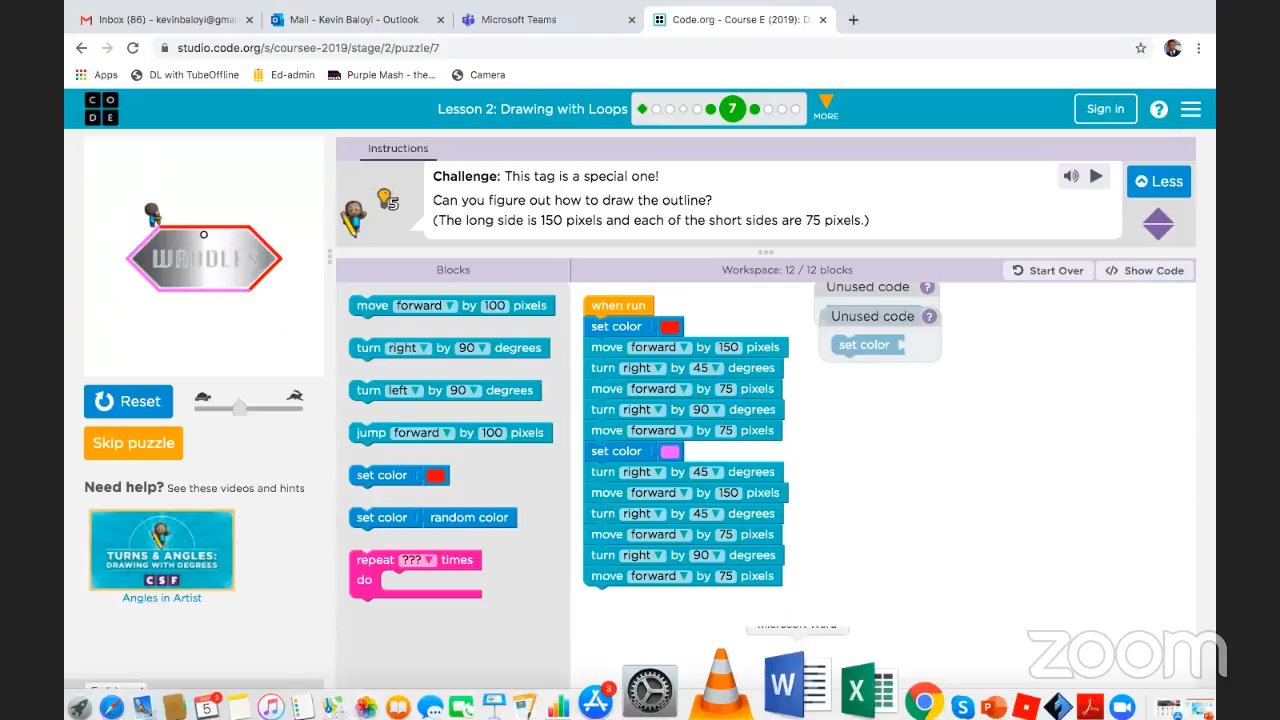 Inbox (86) - kevinbaloyi@gmai
Mail - Kevin Baloyi - Outlook
Microsoft Teams
Code.org - Course E (2019): D
studio.code.org/s/coursee-2019/stage/2/puzzle/7
Apps
DL with TubeOffline
Ed-admin
Purple Mash - the...
Camera
C O
D E
Lesson 2: Drawing with Loops
7
MORE
Sign in
?
Instructions
5
Challenge: This tag is a special one!
Can you figure out how to draw the outline?
(The long side is 150 pixels and each of the short sides are 75 pixels.)
Less
WANDLES
Reset
Skip puzzle
Need help? See these videos and hints
TURNS & ANGLES:
DRAWING WITH DEGREES
C S F
Angles in Artist
Blocks
move forward by 100 pixels
turn right by 90 degrees
turn left by 90 degrees
jump forward by 100 pixels
set color
set color random color
repeat ??? times
do
Workspace: 12 / 12 blocks
Start Over
Show Code
when run
set color
move forward by 150 pixels
turn right by 45 degrees
move forward by 75 pixels
turn right by 90 degrees
move forward by 75 pixels
set color
turn right by 45 degrees
move forward by 150 pixels
turn right by 45 degrees
move forward by 75 pixels
turn right by 90 degrees
move forward by 75 pixels
Unused code ?
Unused code ?
set color
Microsoft Word
zoom
5
3
W
X